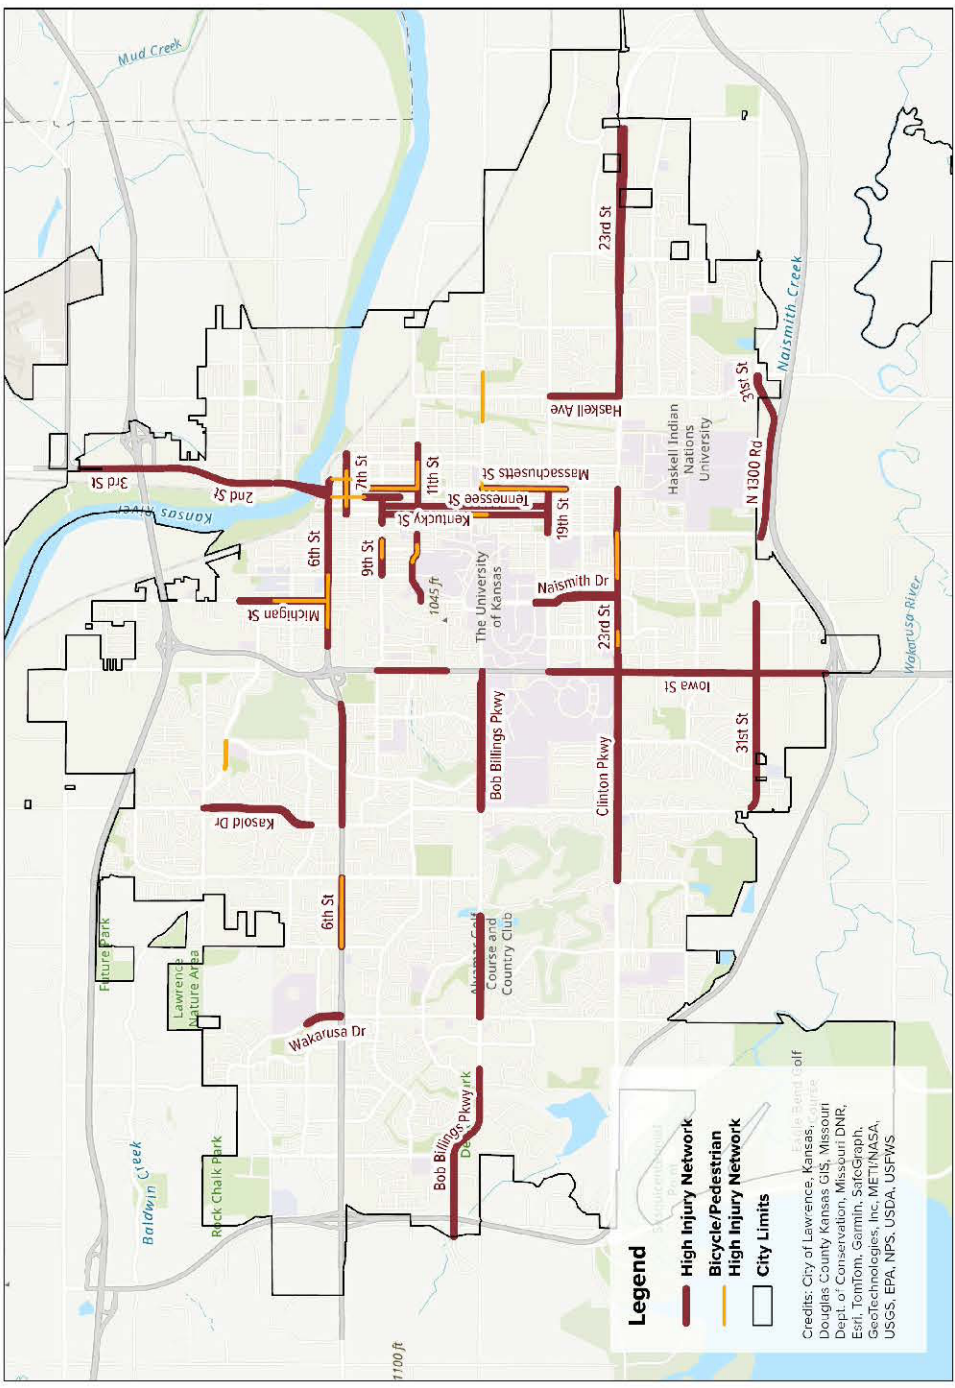 Mud Creek
3rd St
2nd St
Kansas River
6th St
7th St
11th St
9th St
Michigan St
Massachusetts St
Tennessee St
Kentucky St
19th St
Haskell Ave
23rd St
Haskell Indian
Nations
University
31st St
N 1300 Rd
Naismith Creek
Wakarusa River
1045 ft
The University
of Kansas
Naismith Dr
23rd St
Iowa St
31st St
Bob Billings Pkwy
Clinton Pkwy
Kasold Dr
6th St
Future Park
Lawrence
Nature Area
Wakarusa Dr
Alvamar Golf
Course and
Country Club
Bob Billings Pkwy
Rock Chalk Park
Baldwin Creek
1100 ft
Eagle Bend Golf
Course
Legend
High Injury Network
Bicycle/Pedestrian
High Injury Network
City Limits
Credits: City of Lawrence, Kansas,
Douglas County Kansas GIS, Missouri
Dept. of Conservation, Missouri DNR,
Esri, TomTom, Garmin, SafeGraph,
GeoTechnologies, Inc, METI/NASA,
USGS, EPA, NPS, USDA, USFWS